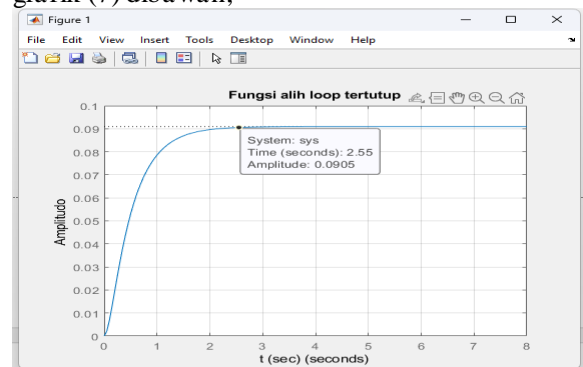 grafik (7) dibawah;
Figure 1
File Edit View Insert Tools Desktop Window Help
Fungsi alih loop tertutup
0.1
0.09
0.08
0.07
0.06
0.05
0.04
0.03
0.02
0.01
0
Amplitudo
System: sys
Time (seconds): 2.55
Amplitude: 0.0905
0 1 2 3 4 5 6 7 8
t (sec) (seconds)